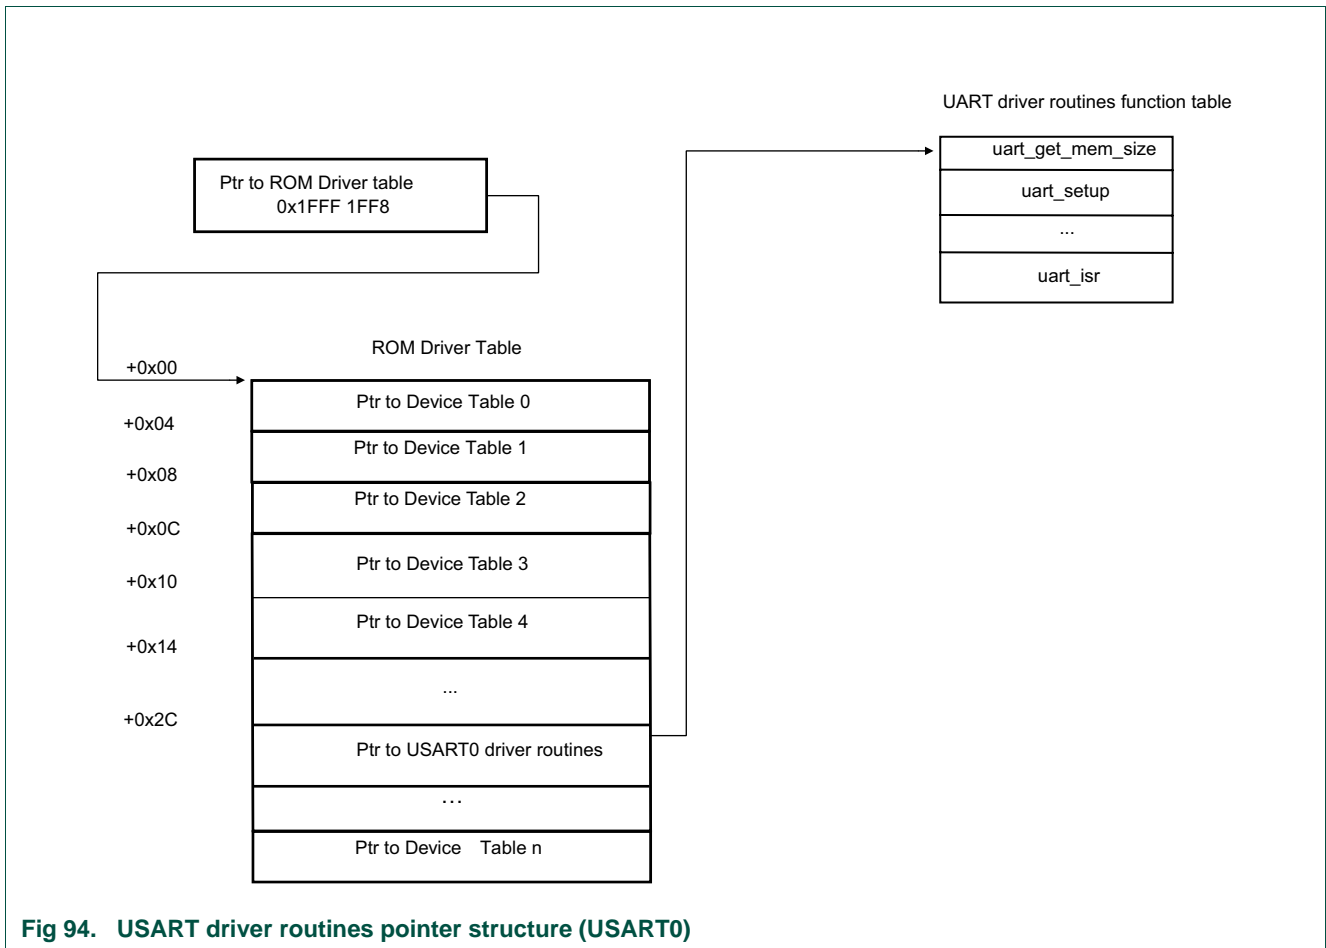 UART driver routines function table
uart_get_mem_size
uart_setup
...
uart_isr
Ptr to ROM Driver table
0x1FFF 1FF8
ROM Driver Table
+0x00
Ptr to Device Table 0
+0x04
Ptr to Device Table 1
+0x08
Ptr to Device Table 2
+0x0C
Ptr to Device Table 3
+0x10
Ptr to Device Table 4
+0x14
...
+0x2C
Ptr to USART0 driver routines
...
Ptr to Device Table n
Fig 94. USART driver routines pointer structure (USART0)